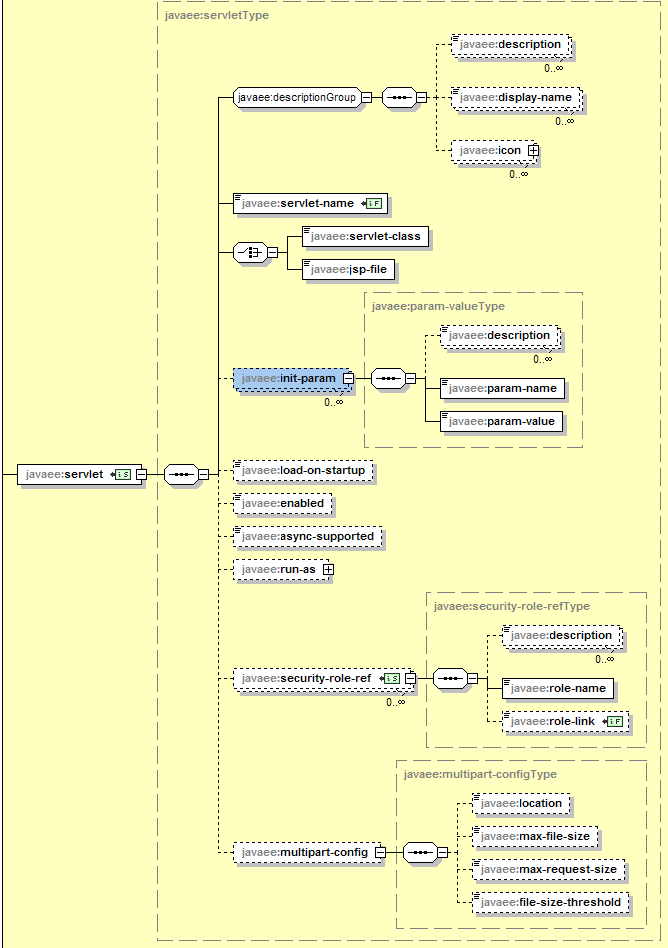 javaee:servletType
javaee:description
0..∞
javaee:descriptionGroup
javaee:display-name
0..∞
javaee:icon
0..∞
javaee:servlet-name
iF
javaee:servlet-class
javaee:jsp-file
javaee:param-valueType
javaee:description
0..∞
javaee:init-param
0..∞
javaee:param-name
javaee:param-value
javaee:servlet
iS
javaee:load-on-startup
javaee:enabled
javaee:async-supported
javaee:run-as
javaee:security-role-refType
javaee:description
0..∞
javaee:security-role-ref
iS
0..∞
javaee:role-name
javaee:role-link
iF
javaee:multipart-configType
javaee:location
javaee:max-file-size
javaee:multipart-config
javaee:max-request-size
javaee:file-size-threshold